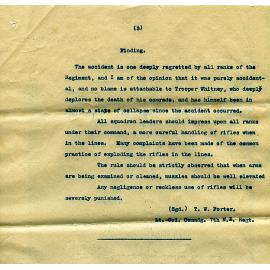 (3)
Finding.
The accident is one deeply regretted by all ranks of the
Regiment, and I am of the opinion that it was purely accident-
al, and no blame is attachable to Trooper Whitney, who deeply
deplores the death of his comrade, and has himself been in
almost a state of collapse since the accident occurred.
All squadron leaders should impress upon all ranks
under their command, a more careful handling of rifles when
in the lines. Many complaints have been made of the common
practice of exploding the rifles in the lines.
The rule should be strictly observed that when arms
are being examined or cleaned, muzzles should be well elevated
Any negligence or reckless use of rifles will be
severely punished.
(Sgd.) T. W. Porter.
Lt.-Col. Commdg. 7th N.Z. Regt.